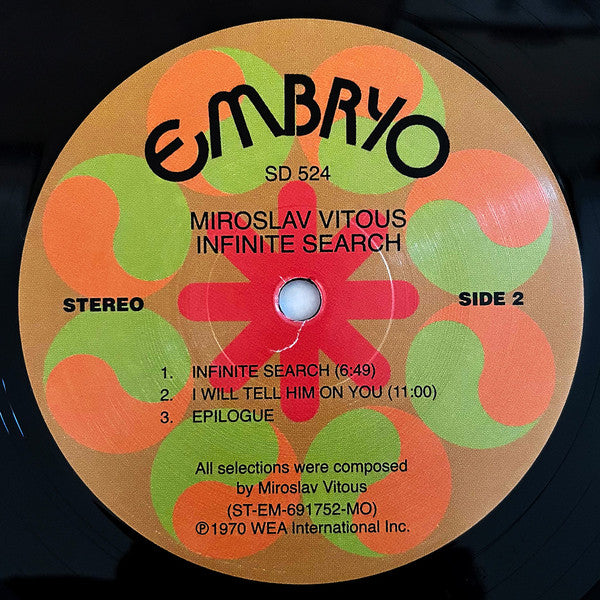 EMBRYO
SD 524
MIROSLAV VITOUS
INFINITE SEARCH
STEREO
SIDE 2
1. INFINITE SEARCH (6:49)
2. I WILL TELL HIM ON YOU (11:00)
3. EPILOGUE
All selections were composed
by Miroslav Vitous
(ST-EM-691752-MO)
℗1970 WEA International Inc.